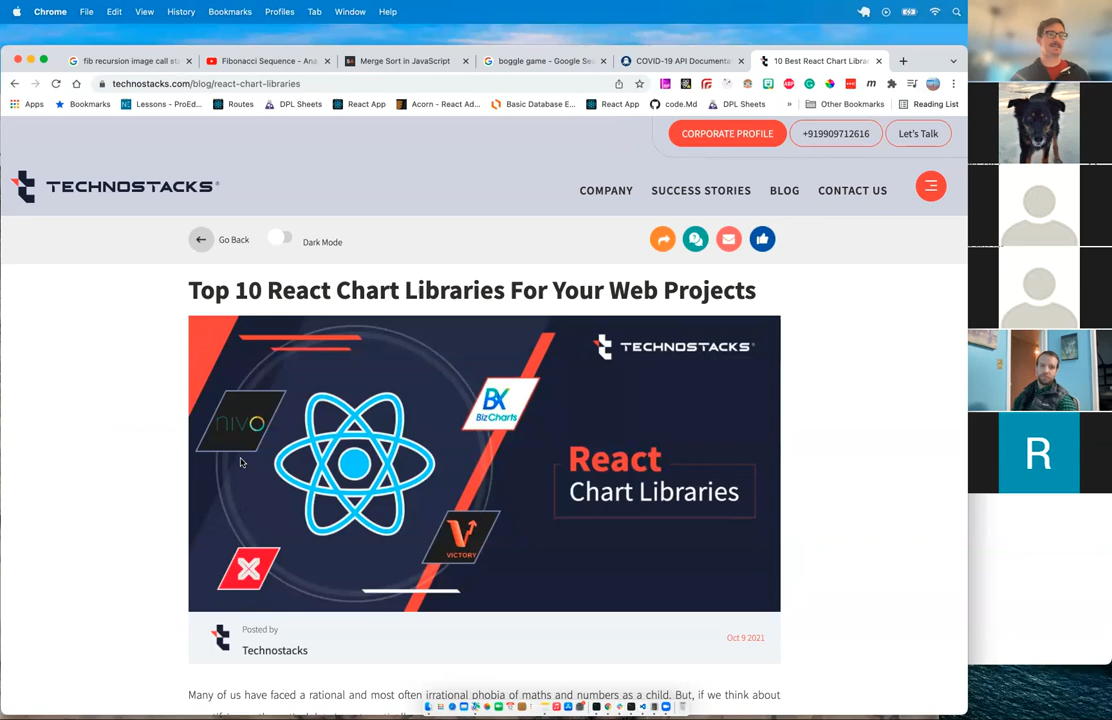 Chrome File Edit View History Bookmarks Profiles Tab Window Help
fib recursion image call sta
Fibonacci Sequence - Ana
Merge Sort in JavaScript
boggle game - Google Sea
COVID-19 API Documenta
10 Best React Chart Librar
technostacks.com/blog/react-chart-libraries
Apps Bookmarks Lessons - ProEd... Routes DPL Sheets React App Acorn - React Ad... Basic Database E... React App code.Md DPL Sheets » Other Bookmarks Reading List
CORPORATE PROFILE +919909712616 Let's Talk
TECHNOSTACKS®
COMPANY SUCCESS STORIES BLOG CONTACT US
Go Back Dark Mode
Top 10 React Chart Libraries For Your Web Projects
TECHNOSTACKS®
nivo
BX
BizCharts
React
Chart Libraries
VICTORY
Posted by
Technostacks
Oct 9 2021
Many of us have faced a rational and most often irrational phobia of maths and numbers as a child. But, if we think about
R